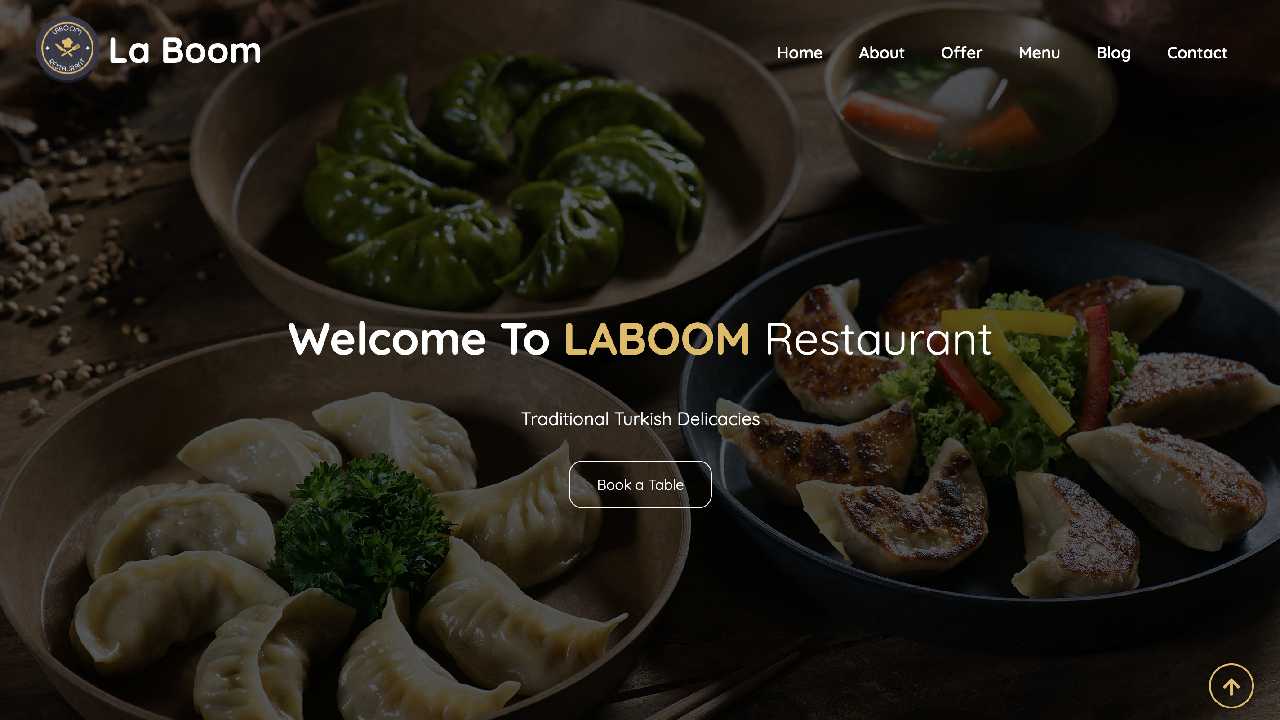 LABOOM
RESTAURANT
La Boom
Home
About
Offer
Menu
Blog
Contact
Welcome To LABOOM Restaurant
Traditional Turkish Delicacies
Book a Table